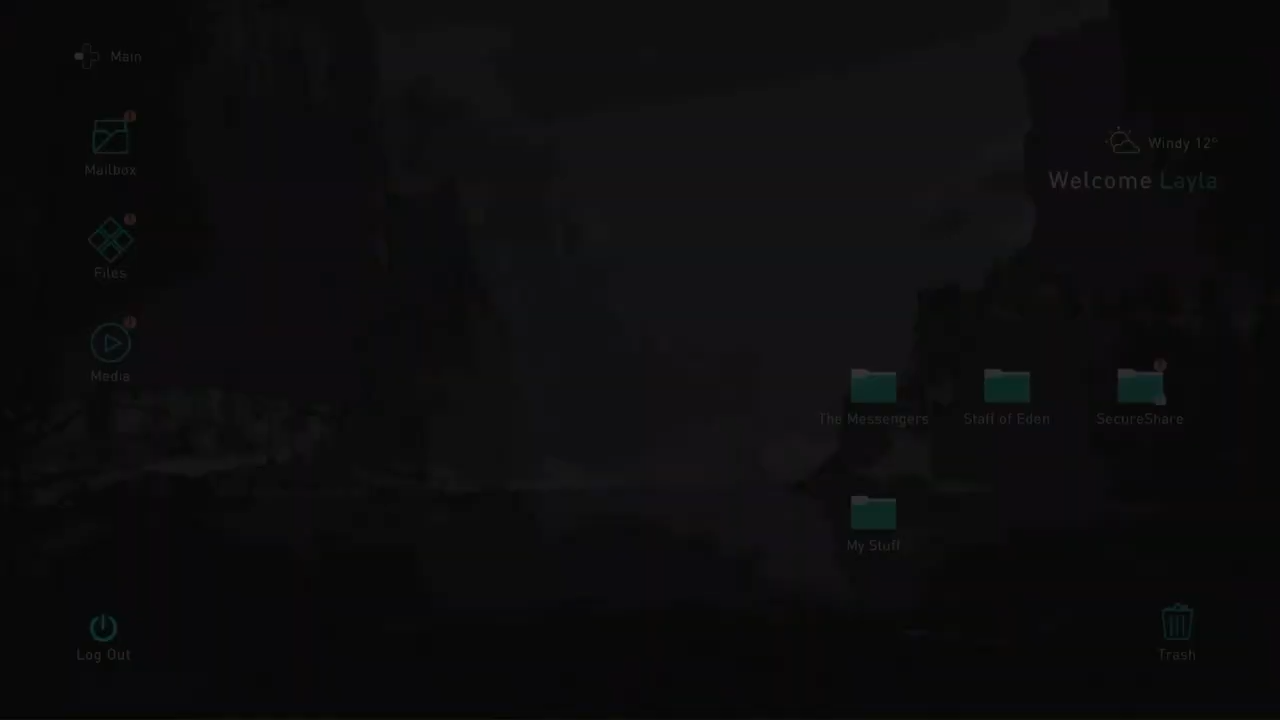 Main
Mailbox
Files
Media
Windy 12°
Welcome Layla
The Messengers
Staff of Eden
SecureShare
My Stuff
Log Out
Trash